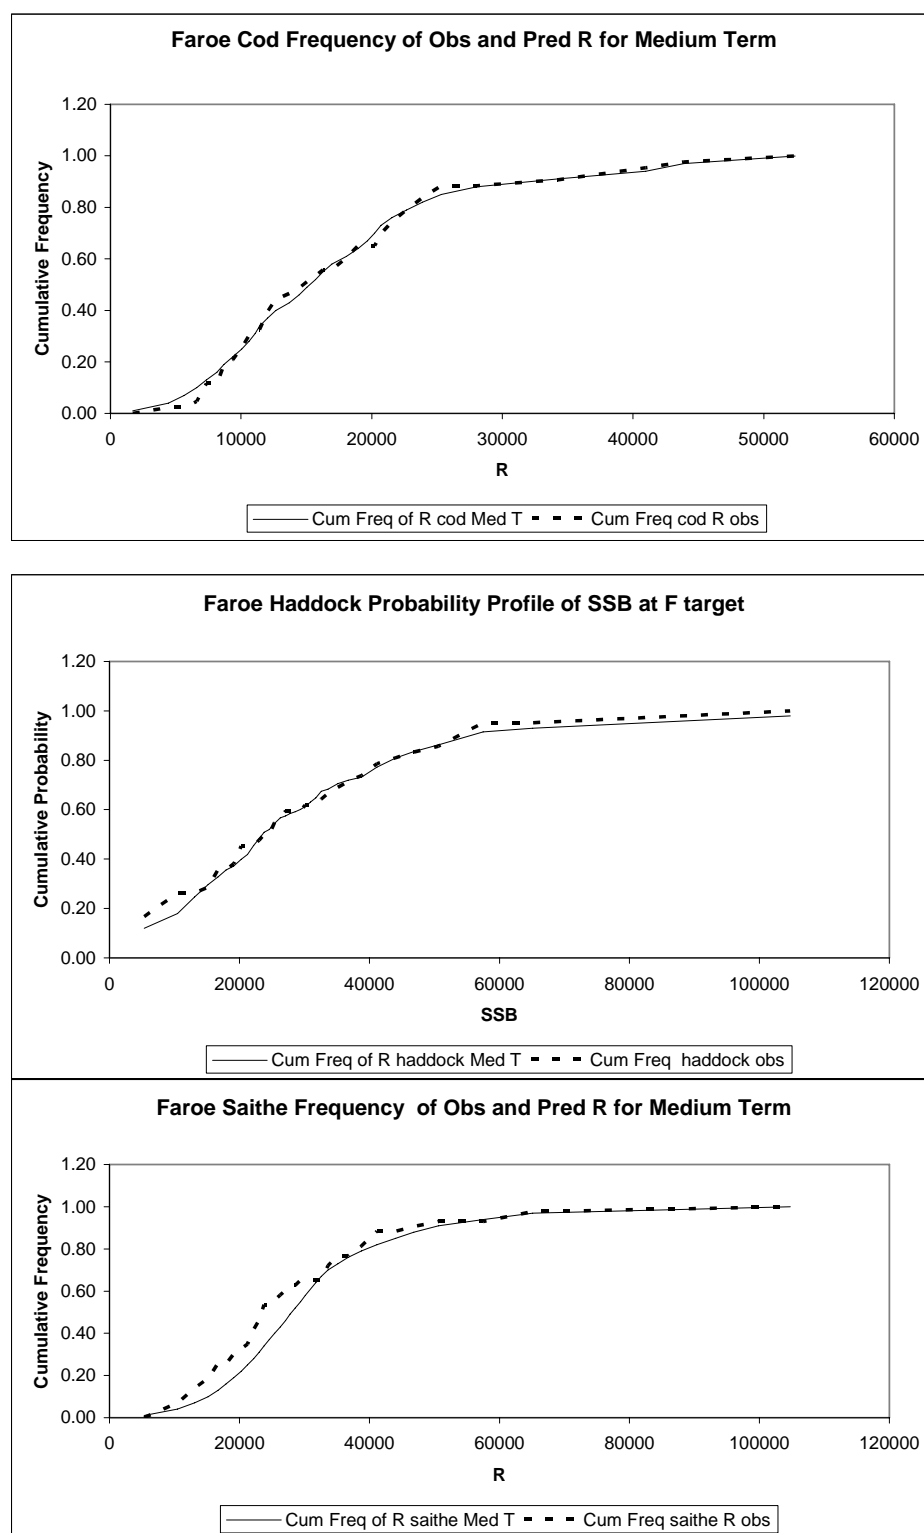 Faroe Cod Frequency of Obs and Pred R for Medium Term
1.20
1.00
0.80
0.60
0.40
0.20
0.00
Cumulative Frequency
0 10000 20000 30000 40000 50000 60000
R
Cum Freq of R cod Med T Cum Freq cod R obs
Faroe Haddock Probability Profile of SSB at F target
1.20
1.00
0.80
0.60
0.40
0.20
0.00
Cumulative Probability
0 20000 40000 60000 80000 100000 120000
SSB
Cum Freq of R haddock Med T Cum Freq haddock obs
Faroe Saithe Frequency of Obs and Pred R for Medium Term
1.20
1.00
0.80
0.60
0.40
0.20
0.00
Cumulative Frequency
0 20000 40000 60000 80000 100000 120000
R
Cum Freq of R saithe Med T Cum Freq saithe R obs